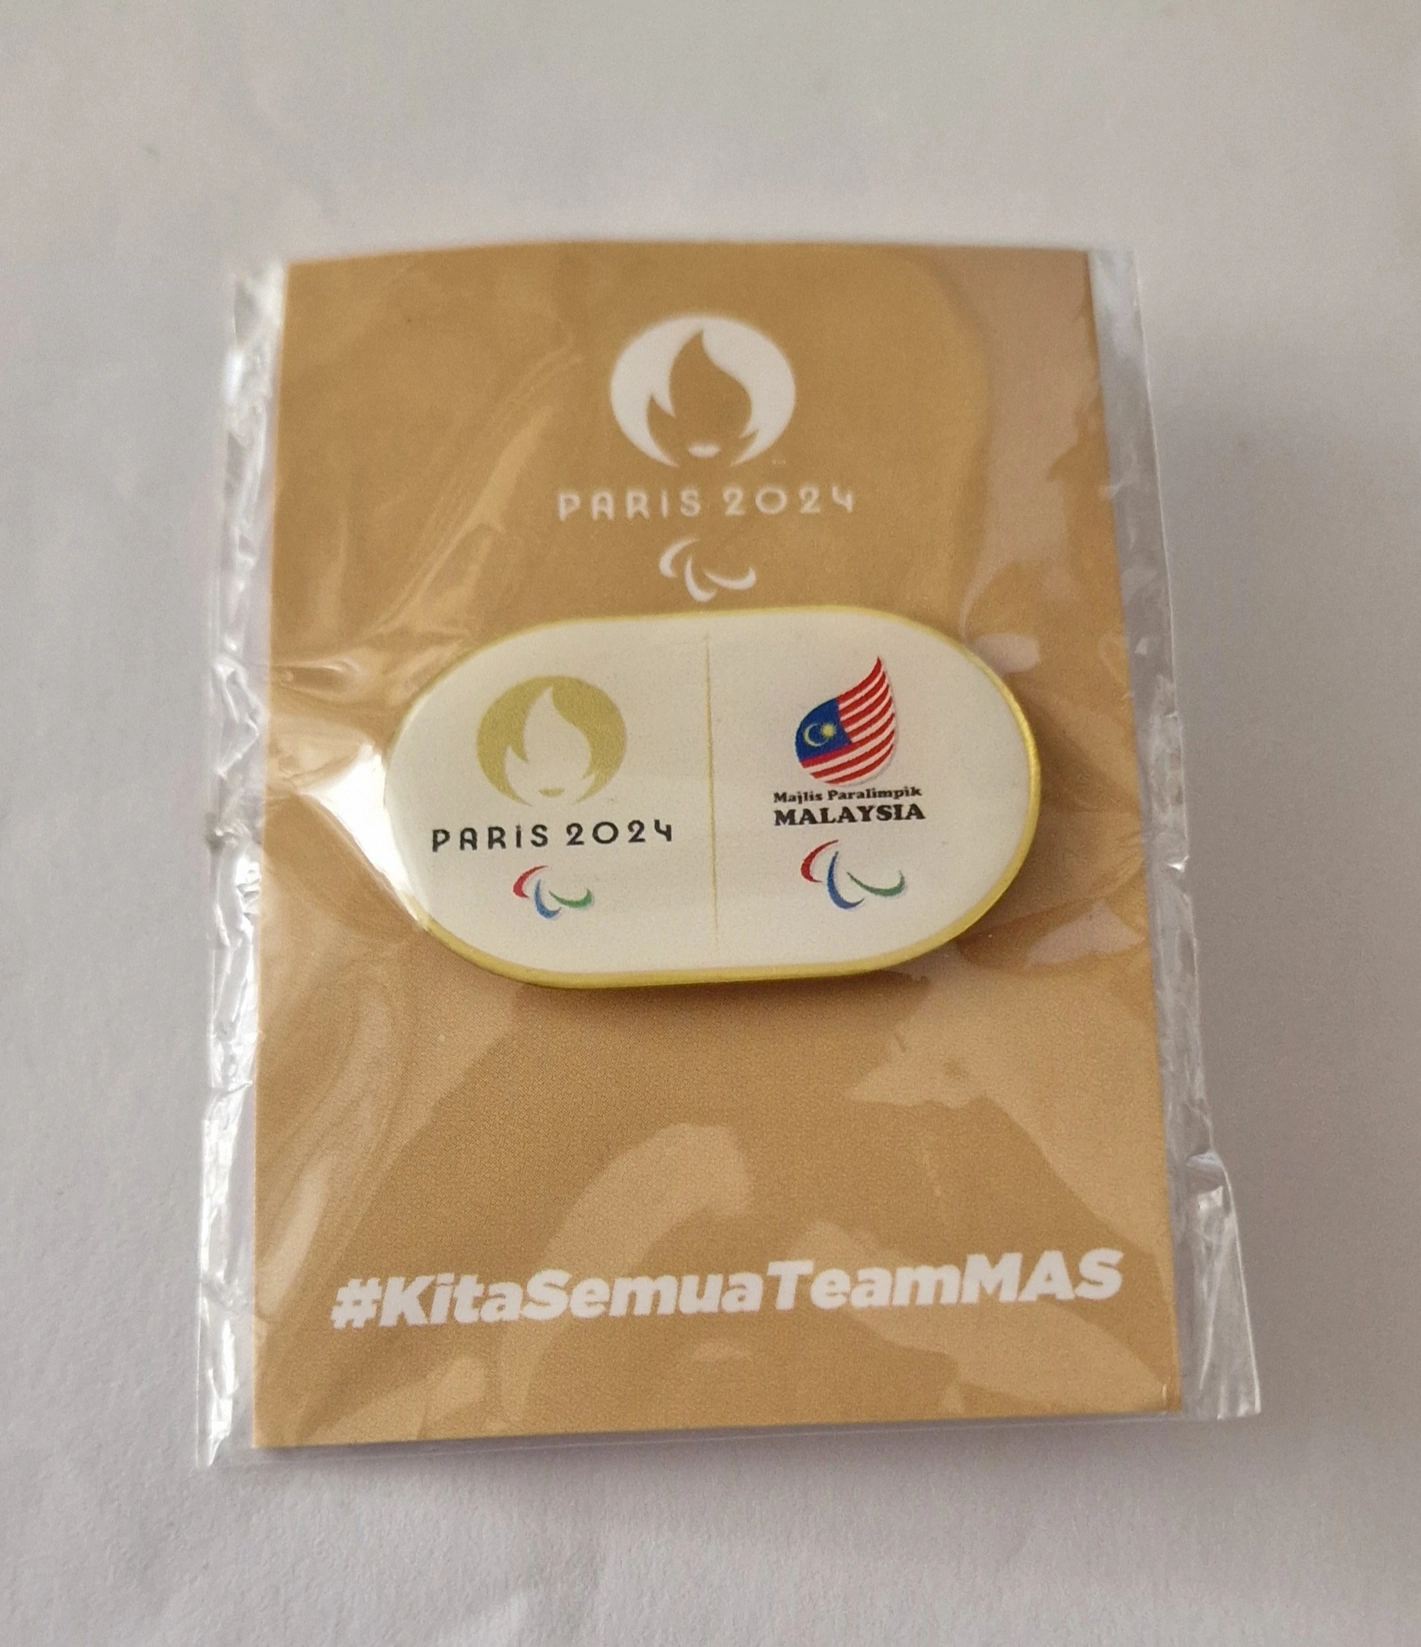 PARIS 2024
PARIS 2024
Majlis Paralimpik
MALAYSIA
#KitaSemuaTeamMAS